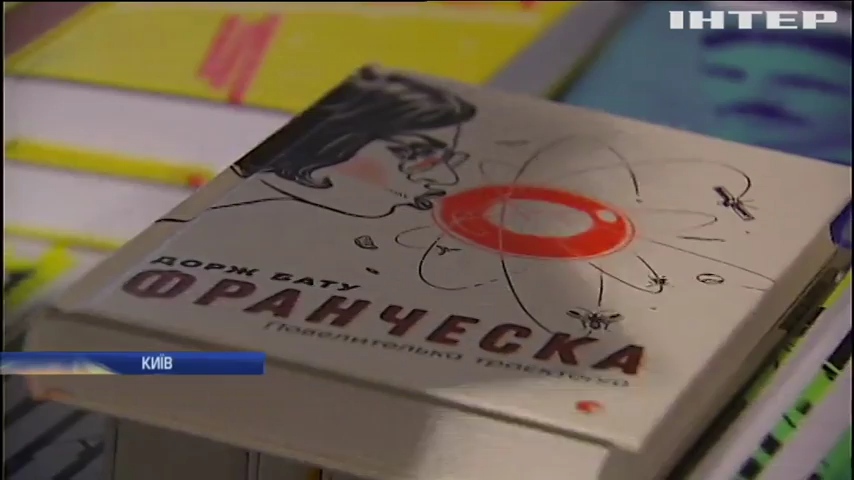 ІНТЕР
ДОРЖ БАТУ
ФРАНЧЕСКА
Повелителька траєкторій
КИЇВ